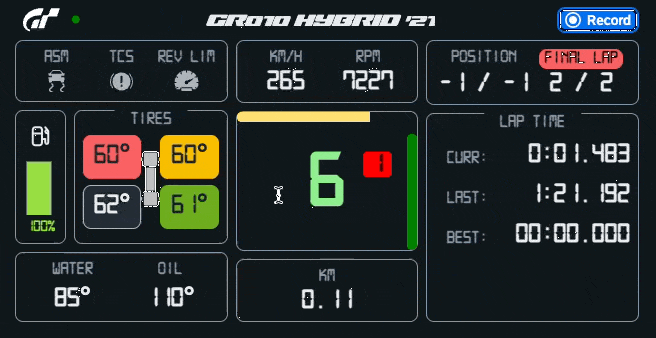 GT
GR010 HYBRID '21
Record
ASM TCS REV LIM
KM/H RPM
265 7227
POSITION FINAL LAP
-1 / -1 2 / 2
TIRES
60° 60°
62° 61°
100%
6 1
LAP TIME
CURR: 0:01.483
LAST: 1:21.192
BEST: 00:00.000
WATER OIL
85° 110°
KM
0.11